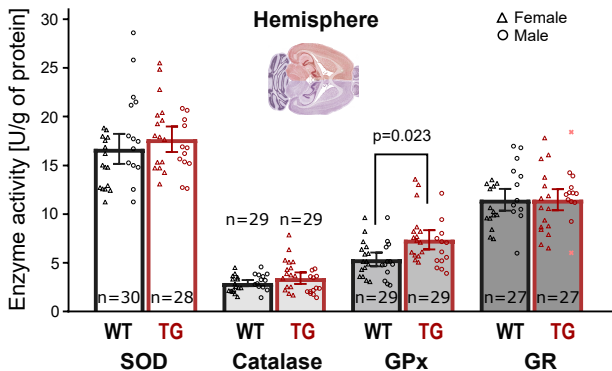 Hemisphere
Female
Male
Enzyme activity [U/g of protein]
30
25
20
15
10
5
0
p=0.023
n=29 n=29
n=30 n=28 n=29 n=29 n=27 n=27
WT TG WT TG WT TG WT TG
SOD Catalase GPx GR